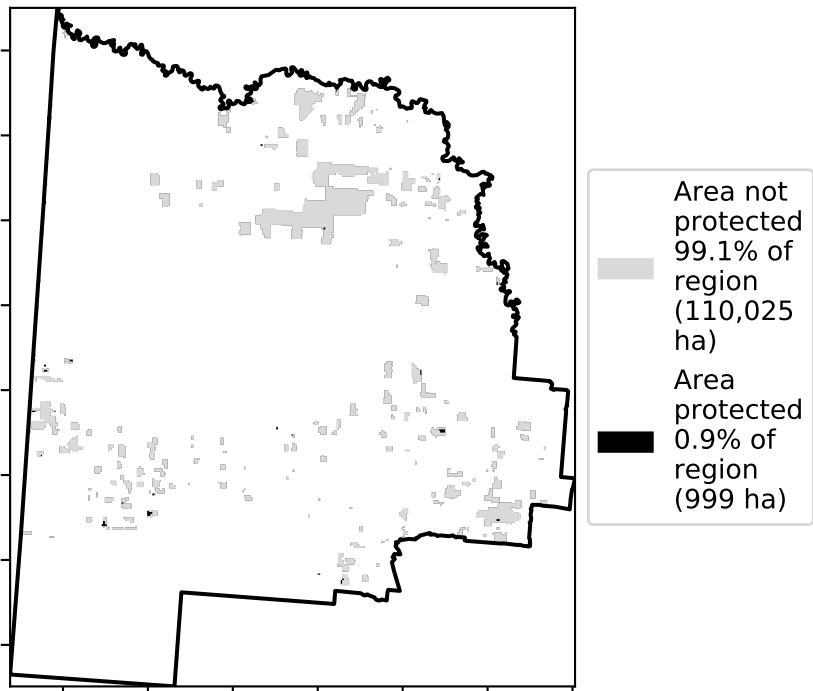 Area not
protected
99.1% of
region
(110,025
ha)
Area
protected
0.9% of
region
(999 ha)